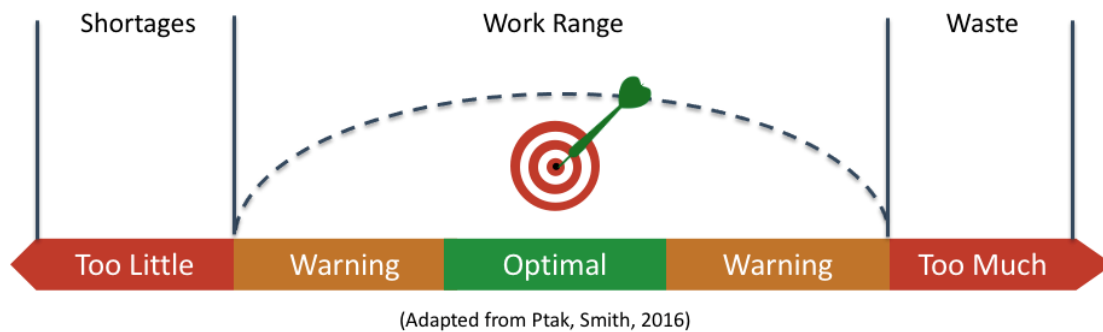 Shortages Work Range Waste
Too Little Warning Optimal Warning Too Much
(Adapted from Ptak, Smith, 2016)